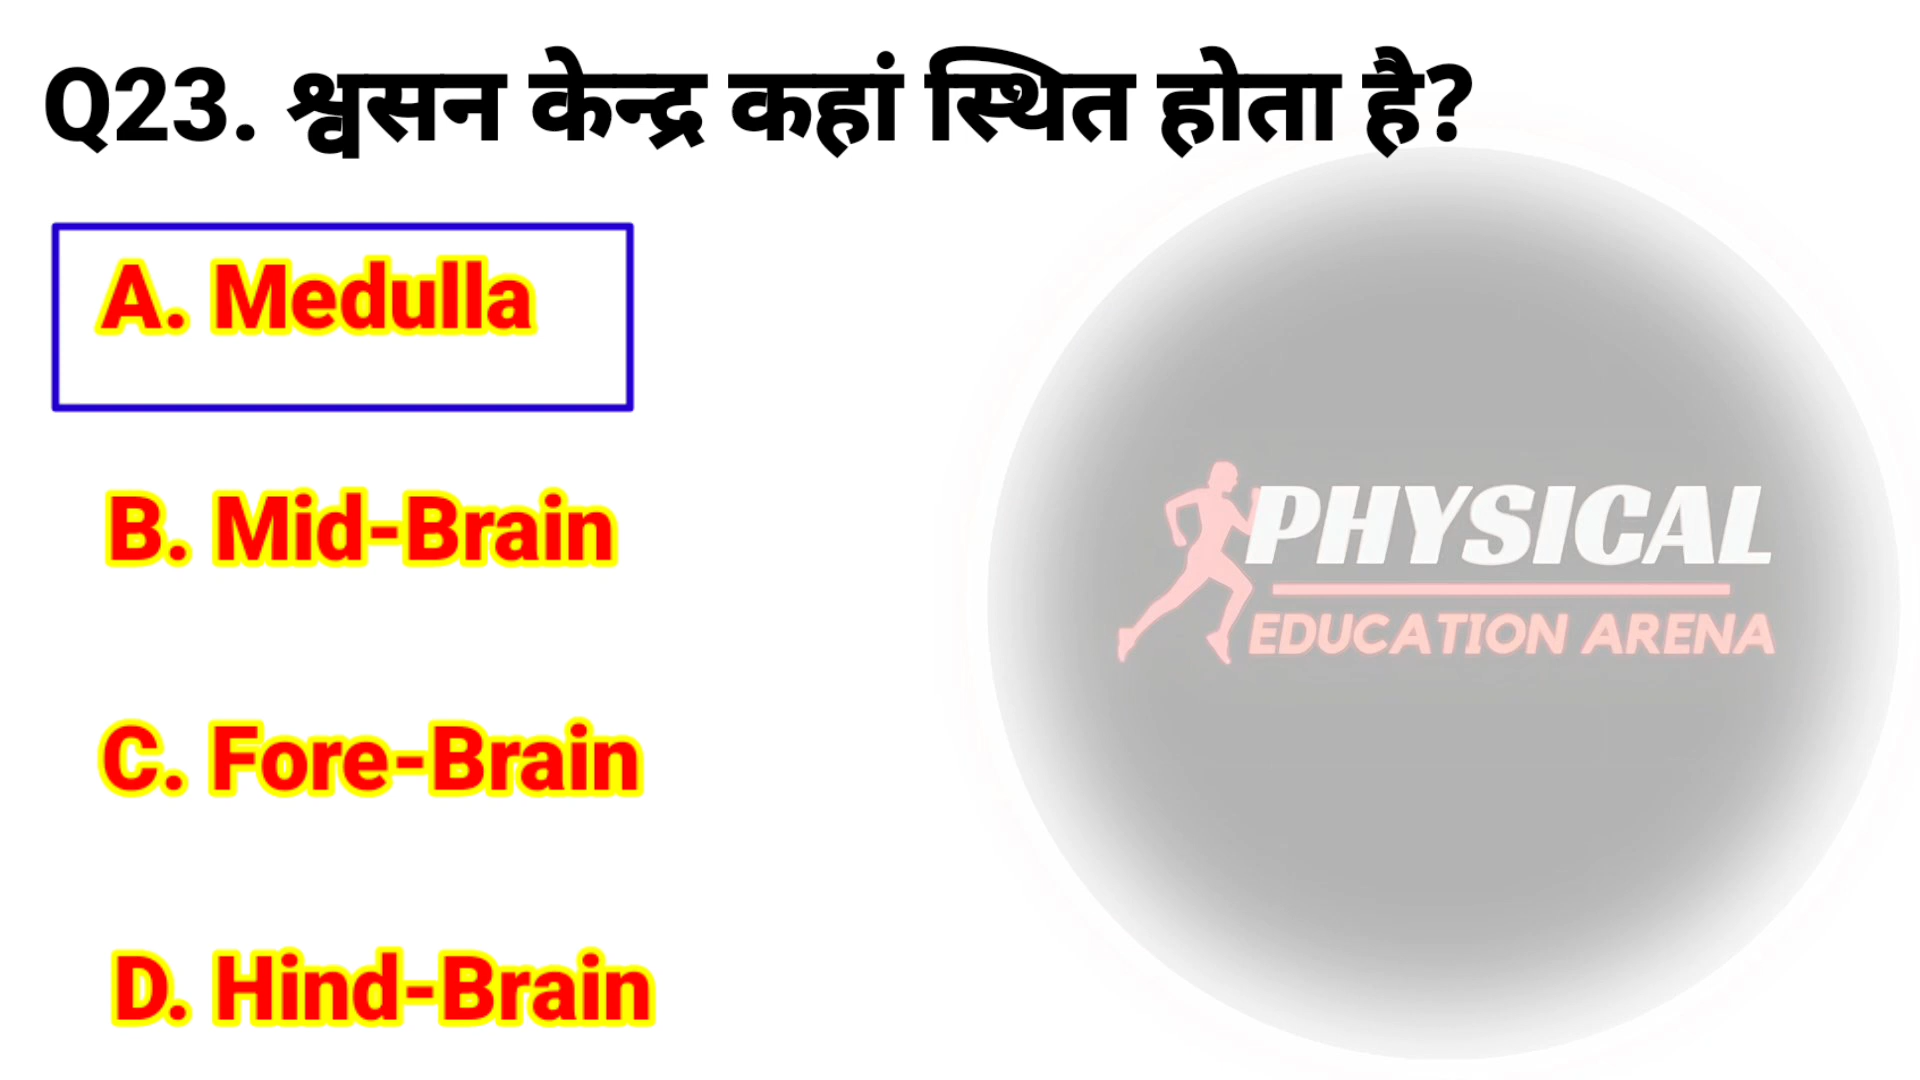 Q23. श्वसन केन्द्र कहां स्थित होता है?
A. Medulla
B. Mid-Brain
C. Fore-Brain
D. Hind-Brain
PHYSICAL
EDUCATION ARENA